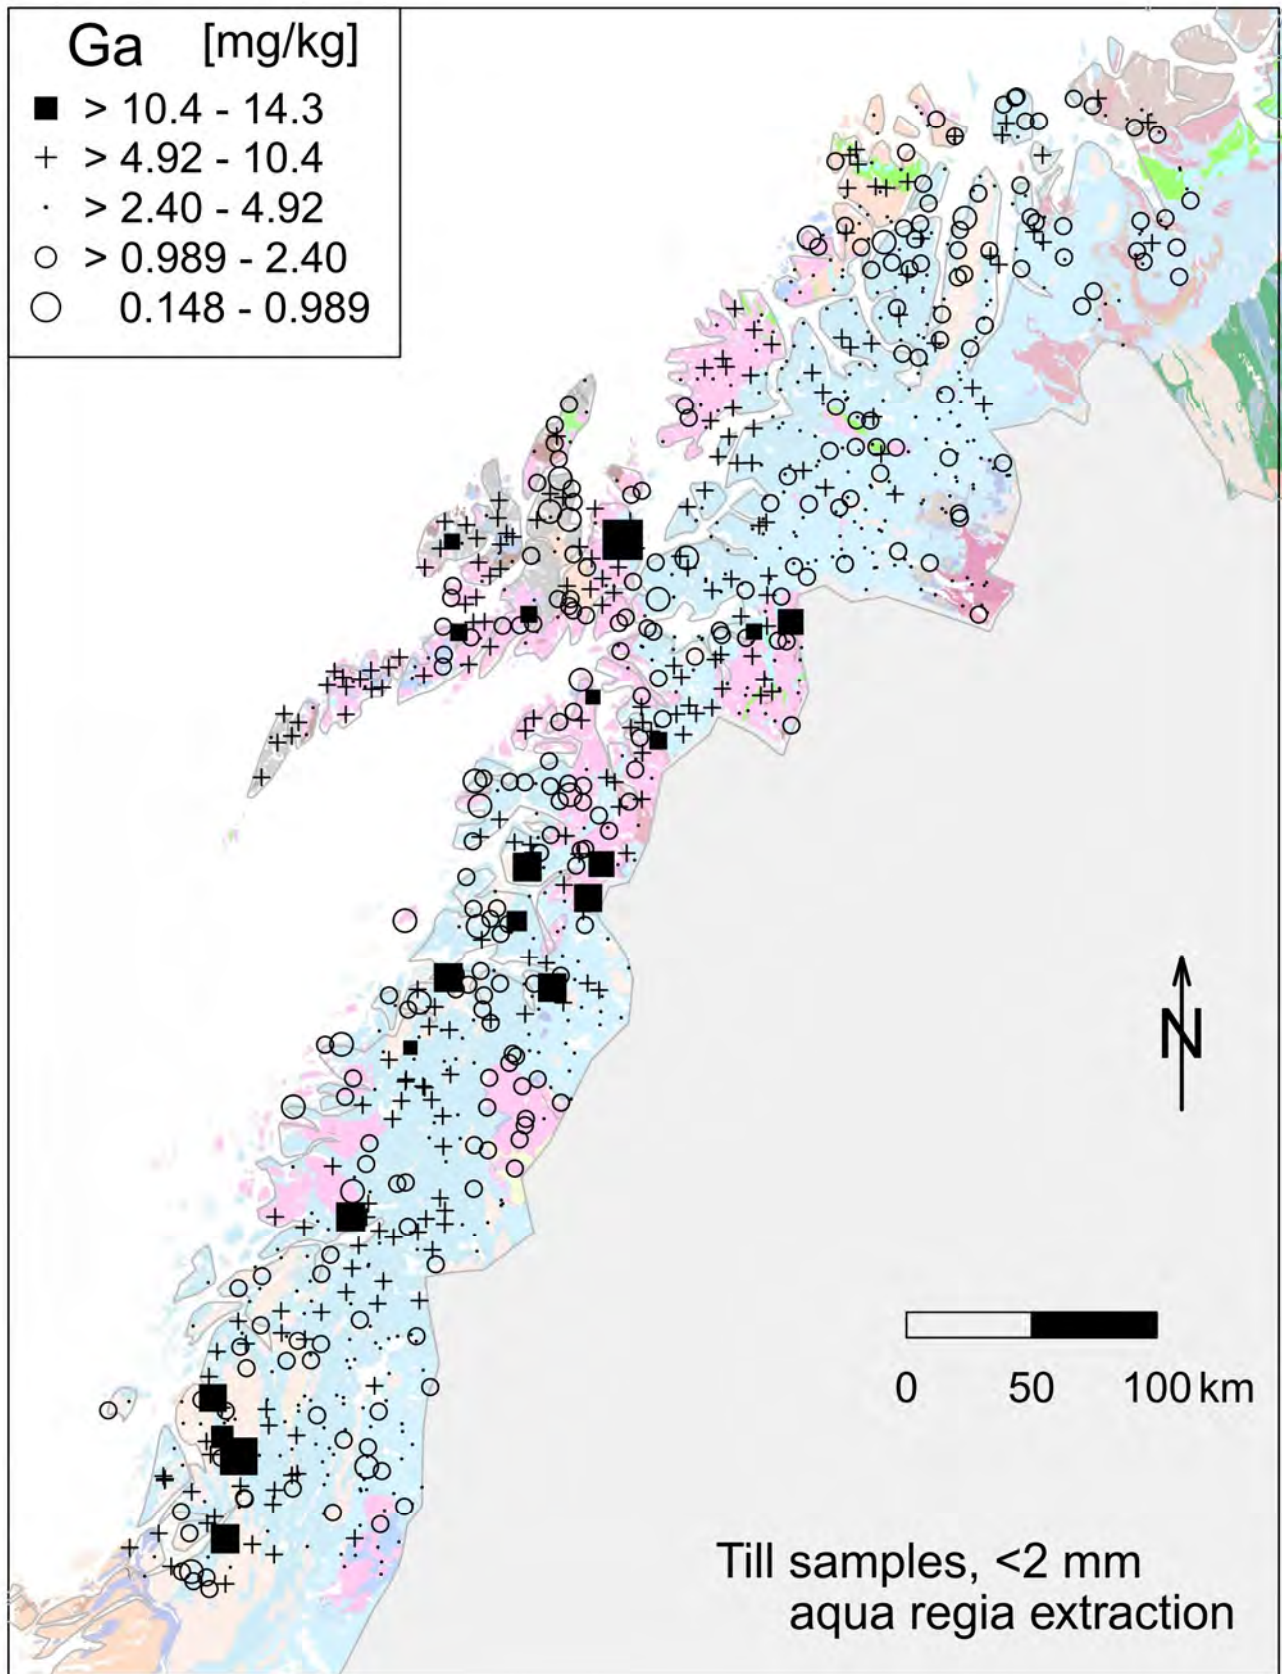 Ga [mg/kg]
> 10.4 - 14.3
> 4.92 - 10.4
> 2.40 - 4.92
> 0.989 - 2.40
0.148 - 0.989
N
0 50 100 km
Till samples, <2 mm
aqua regia extraction